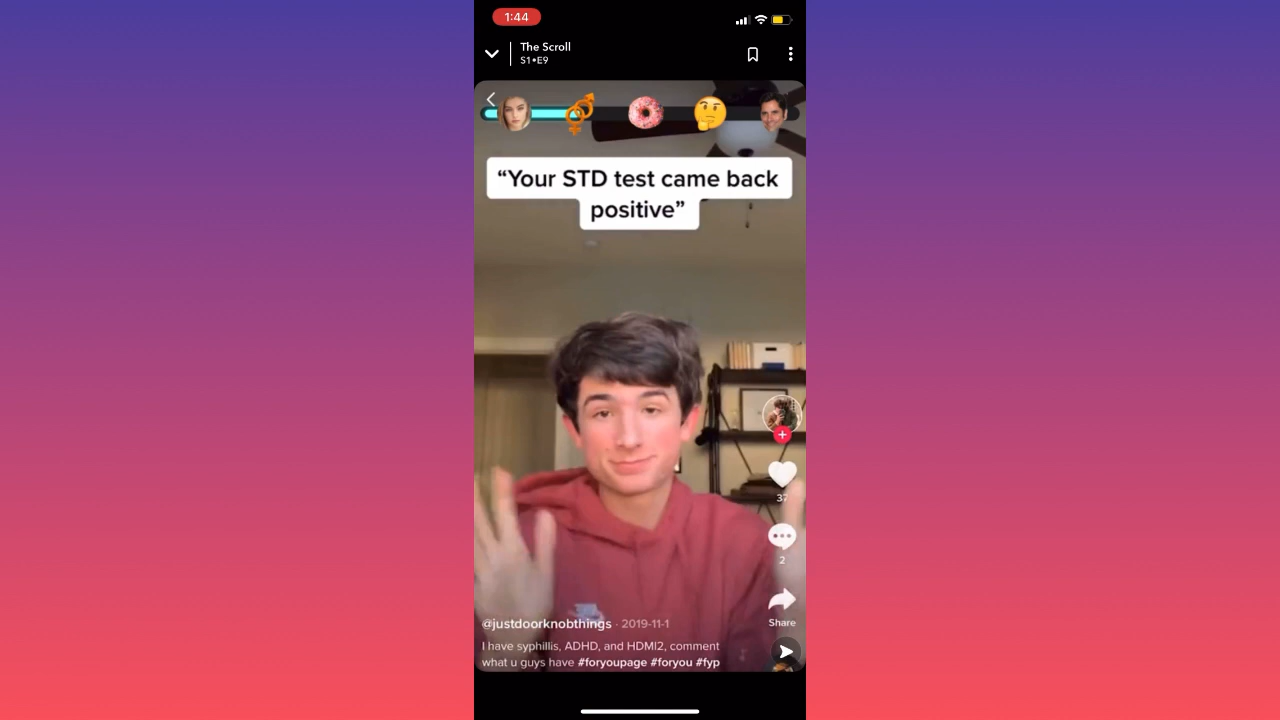 1:44
The Scroll
S1•E9
“Your STD test came back
positive”
37
2
Share
@justdoorknobthings · 2019-11-1
I have syphillis, ADHD, and HDMI2, comment
what u guys have #foryoupage #foryou #fyp